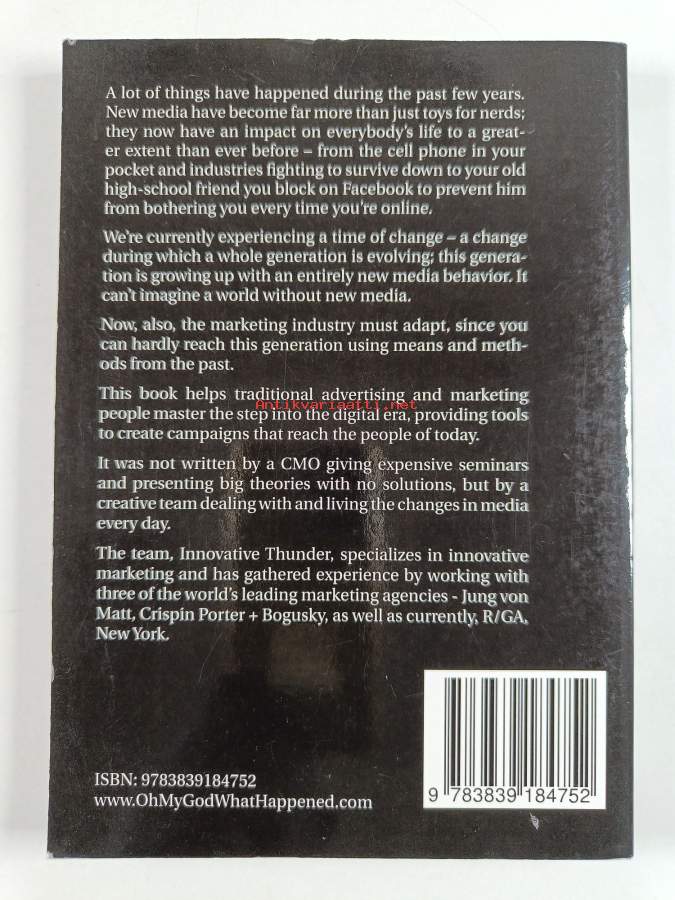 A lot of things have happened during the past few years.
New media have become far more than just toys for nerds;
they now have an impact on everybody's life to a great-
er extent than ever before – from the cell phone in your
pocket and industries fighting to survive down to your old
high-school friend you block on Facebook to prevent him
from bothering you every time you're online.
We're currently experiencing a time of change – a change
during which a whole generation is evolving; this genera-
tion is growing up with an entirely new media behavior. It
can't imagine a world without new media.
Now, also, the marketing industry must adapt, since you
can hardly reach this generation using means and meth-
ods from the past.
This book helps traditional advertising and marketing
Antikvariaatti.net
people master the step into the digital era, providing tools
to create campaigns that reach the people of today.
It was not written by a CMO giving expensive seminars
and presenting big theories with no solutions, but by a
creative team dealing with and living the changes in media
every day.
The team, Innovative Thunder, specializes in innovative
marketing and has gathered experience by working with
three of the world's leading marketing agencies - Jung von
Matt, Crispin Porter + Bogusky, as well as currently, R/GA,
New York.
ISBN: 9783839184752
www.OhMyGodWhatHappened.com
9 783839 184752